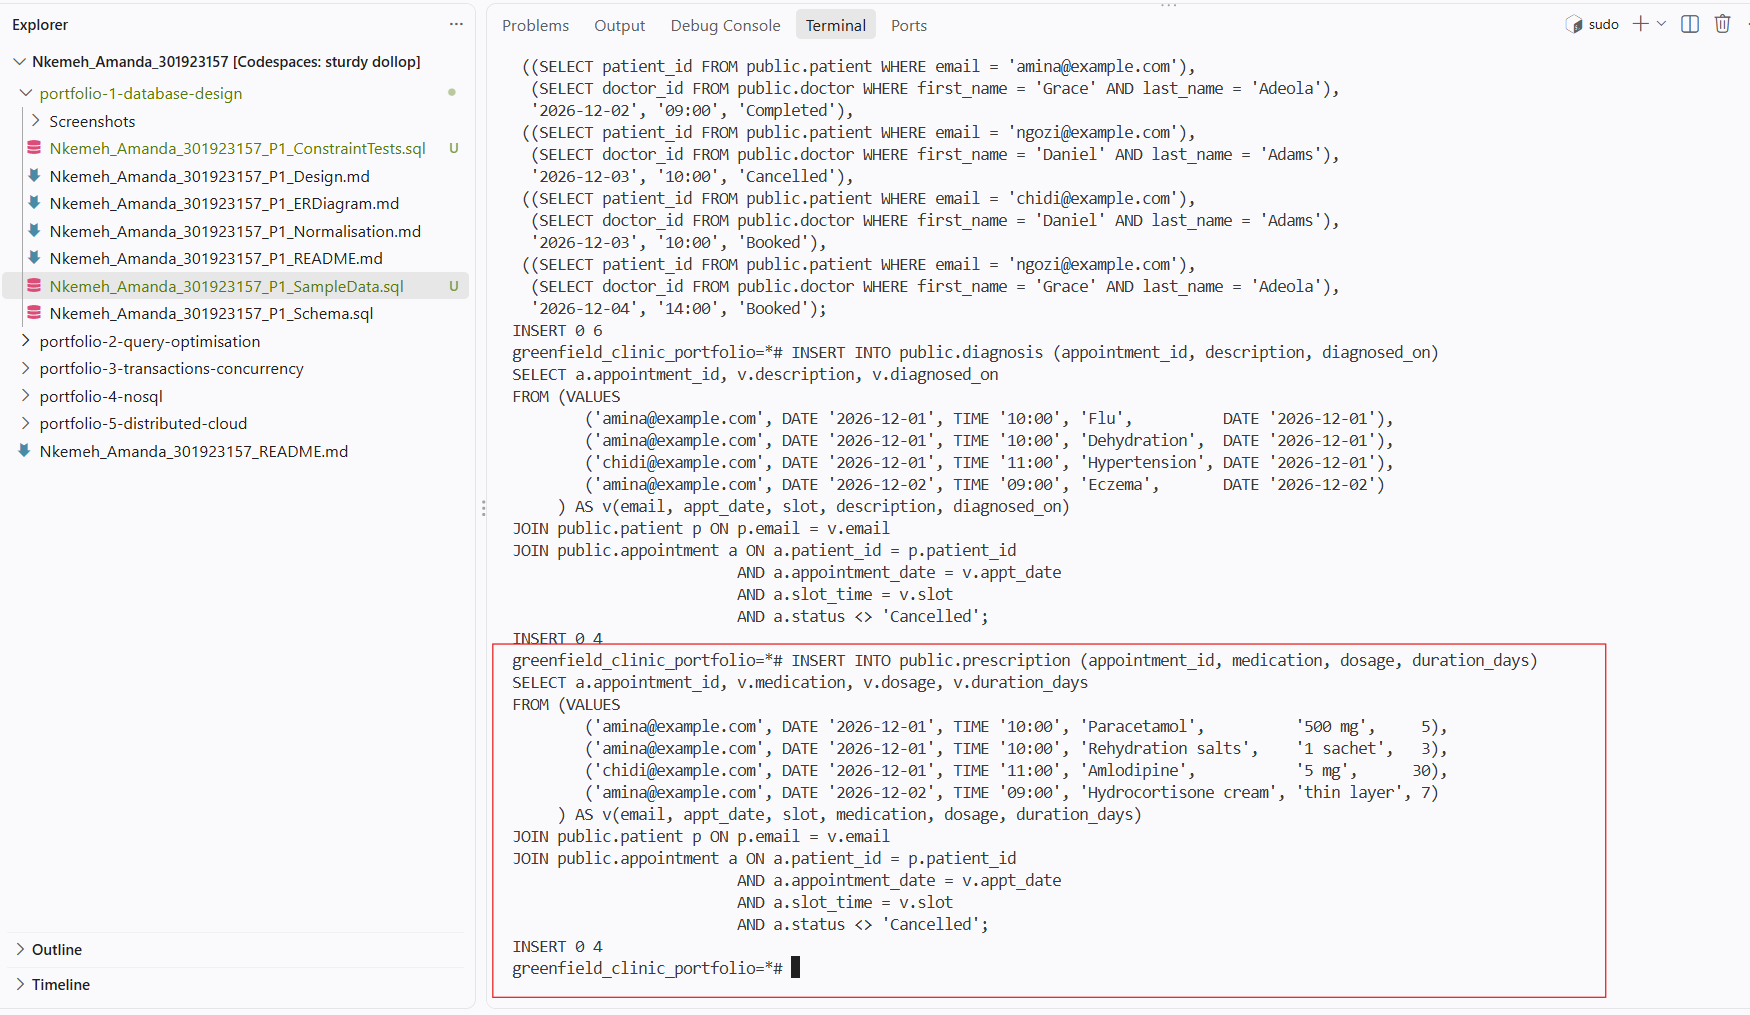 Explorer
Nkemeh_Amanda_301923157 [Codespaces: sturdy dollop]
portfolio-1-database-design
Screenshots
Nkemeh_Amanda_301923157_P1_ConstraintTests.sql U
Nkemeh_Amanda_301923157_P1_Design.md
Nkemeh_Amanda_301923157_P1_ERDiagram.md
Nkemeh_Amanda_301923157_P1_Normalisation.md
Nkemeh_Amanda_301923157_P1_README.md
Nkemeh_Amanda_301923157_P1_SampleData.sql U
Nkemeh_Amanda_301923157_P1_Schema.sql
portfolio-2-query-optimisation
portfolio-3-transactions-concurrency
portfolio-4-nosql
portfolio-5-distributed-cloud
Nkemeh_Amanda_301923157_README.md
Outline
Timeline
Problems Output Debug Console Terminal Ports sudo
((SELECT patient_id FROM public.patient WHERE email = 'amina@example.com'),
(SELECT doctor_id FROM public.doctor WHERE first_name = 'Grace' AND last_name = 'Adeola'),
'2026-12-02', '09:00', 'Completed'),
((SELECT patient_id FROM public.patient WHERE email = 'ngozi@example.com'),
(SELECT doctor_id FROM public.doctor WHERE first_name = 'Daniel' AND last_name = 'Adams'),
'2026-12-03', '10:00', 'Cancelled'),
((SELECT patient_id FROM public.patient WHERE email = 'chidi@example.com'),
(SELECT doctor_id FROM public.doctor WHERE first_name = 'Daniel' AND last_name = 'Adams'),
'2026-12-03', '10:00', 'Booked'),
((SELECT patient_id FROM public.patient WHERE email = 'ngozi@example.com'),
(SELECT doctor_id FROM public.doctor WHERE first_name = 'Grace' AND last_name = 'Adeola'),
'2026-12-04', '14:00', 'Booked');
INSERT 0 6
greenfield_clinic_portfolio=*# INSERT INTO public.diagnosis (appointment_id, description, diagnosed_on)
SELECT a.appointment_id, v.description, v.diagnosed_on
FROM (VALUES
('amina@example.com', DATE '2026-12-01', TIME '10:00', 'Flu', DATE '2026-12-01'),
('amina@example.com', DATE '2026-12-01', TIME '10:00', 'Dehydration', DATE '2026-12-01'),
('chidi@example.com', DATE '2026-12-01', TIME '11:00', 'Hypertension', DATE '2026-12-01'),
('amina@example.com', DATE '2026-12-02', TIME '09:00', 'Eczema', DATE '2026-12-02')
) AS v(email, appt_date, slot, description, diagnosed_on)
JOIN public.patient p ON p.email = v.email
JOIN public.appointment a ON a.patient_id = p.patient_id
AND a.appointment_date = v.appt_date
AND a.slot_time = v.slot
AND a.status <> 'Cancelled';
INSERT 0 4
greenfield_clinic_portfolio=*# INSERT INTO public.prescription (appointment_id, medication, dosage, duration_days)
SELECT a.appointment_id, v.medication, v.dosage, v.duration_days
FROM (VALUES
('amina@example.com', DATE '2026-12-01', TIME '10:00', 'Paracetamol', '500 mg', 5),
('amina@example.com', DATE '2026-12-01', TIME '10:00', 'Rehydration salts', '1 sachet', 3),
('chidi@example.com', DATE '2026-12-01', TIME '11:00', 'Amlodipine', '5 mg', 30),
('amina@example.com', DATE '2026-12-02', TIME '09:00', 'Hydrocortisone cream', 'thin layer', 7)
) AS v(email, appt_date, slot, medication, dosage, duration_days)
JOIN public.patient p ON p.email = v.email
JOIN public.appointment a ON a.patient_id = p.patient_id
AND a.appointment_date = v.appt_date
AND a.slot_time = v.slot
AND a.status <> 'Cancelled';
INSERT 0 4
greenfield_clinic_portfolio=*#